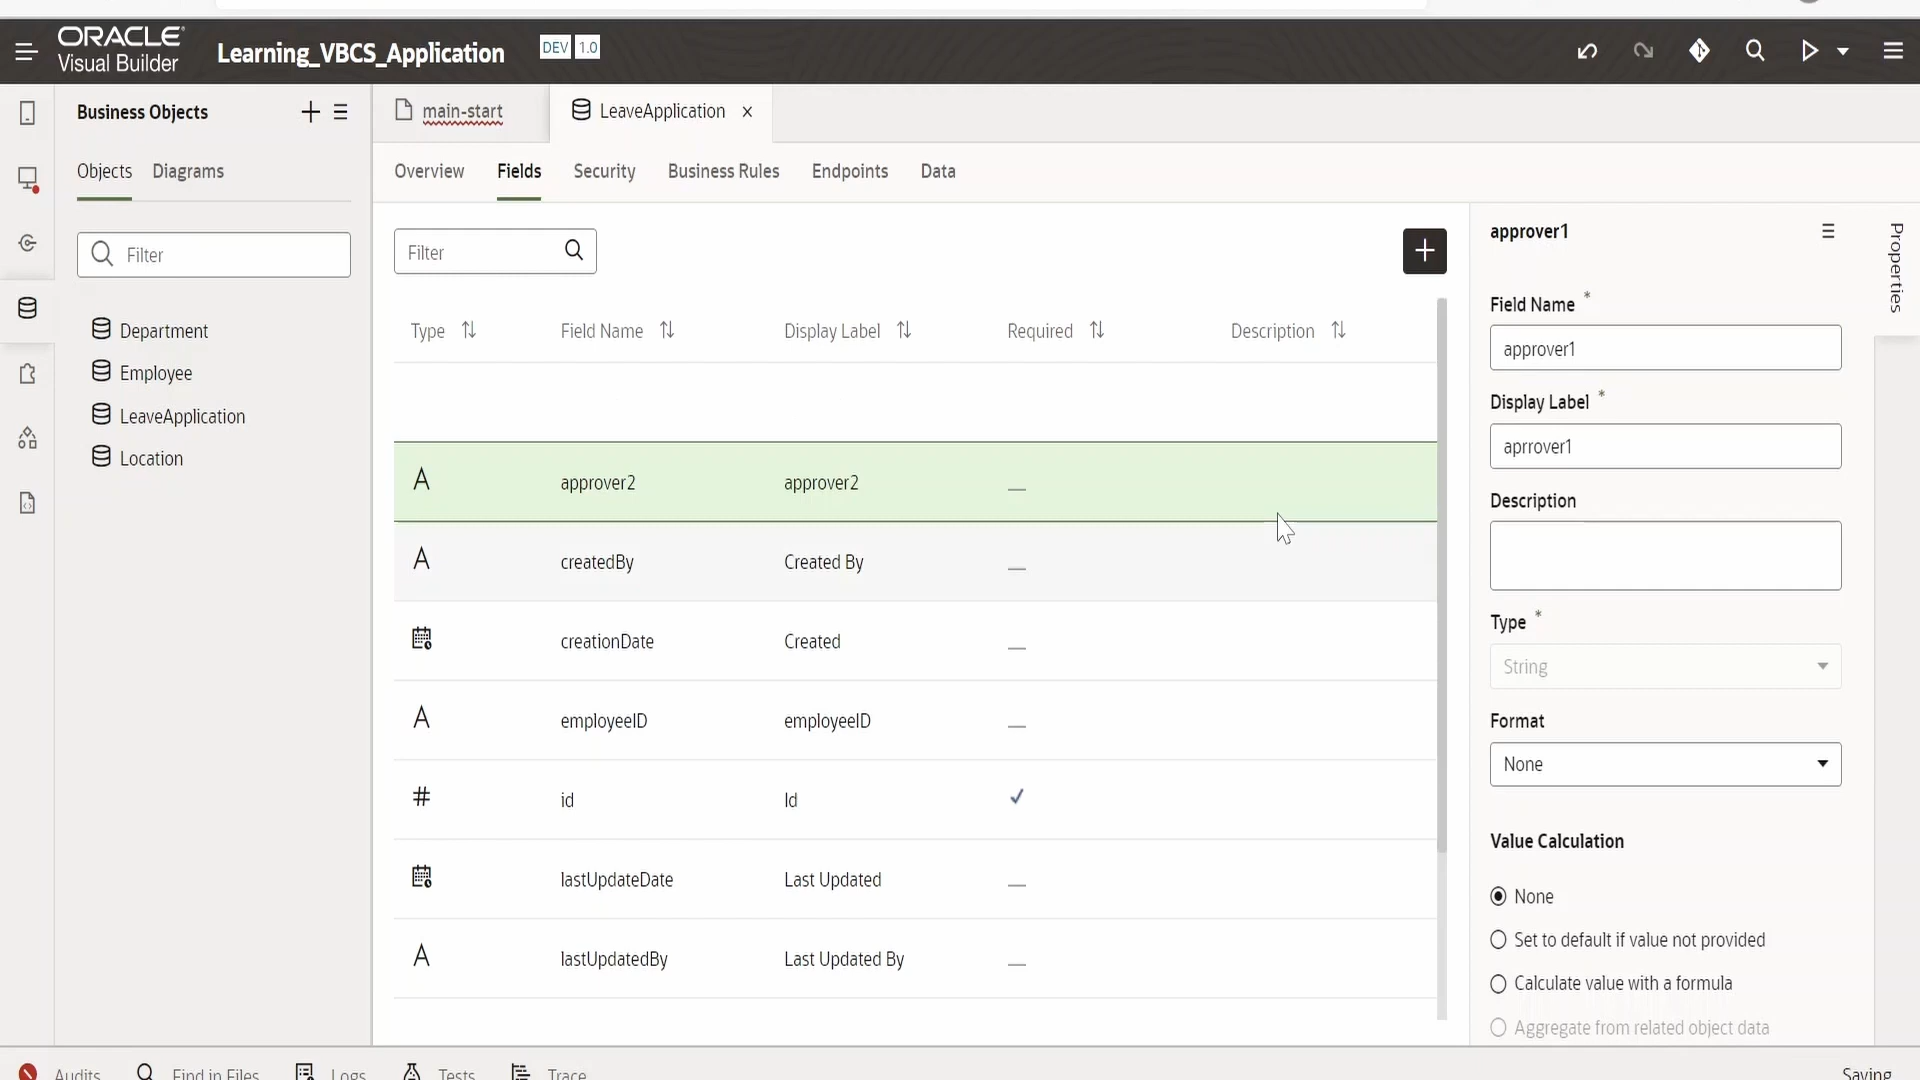 ORACLE
Visual Builder
Learning_VBCS_Application
DEV 1.0
Business Objects
main-start
LeaveApplication
Objects Diagrams
Overview Fields Security Business Rules Endpoints Data
Filter
Filter
Department
Employee
LeaveApplication
Location
Type Field Name Display Label Required Description
A approver2 approver2
A createdBy Created By
creationDate Created
A employeeID employeeID
# id Id
lastUpdateDate Last Updated
A lastUpdatedBy Last Updated By
approver1
Properties
Field Name *
approver1
Display Label *
aprrover1
Description
Type *
String
Format
None
Value Calculation
None
Set to default if value not provided
Calculate value with a formula
Aggregate from related object data
Audits Find in Files Logs Tests Trace
Saving